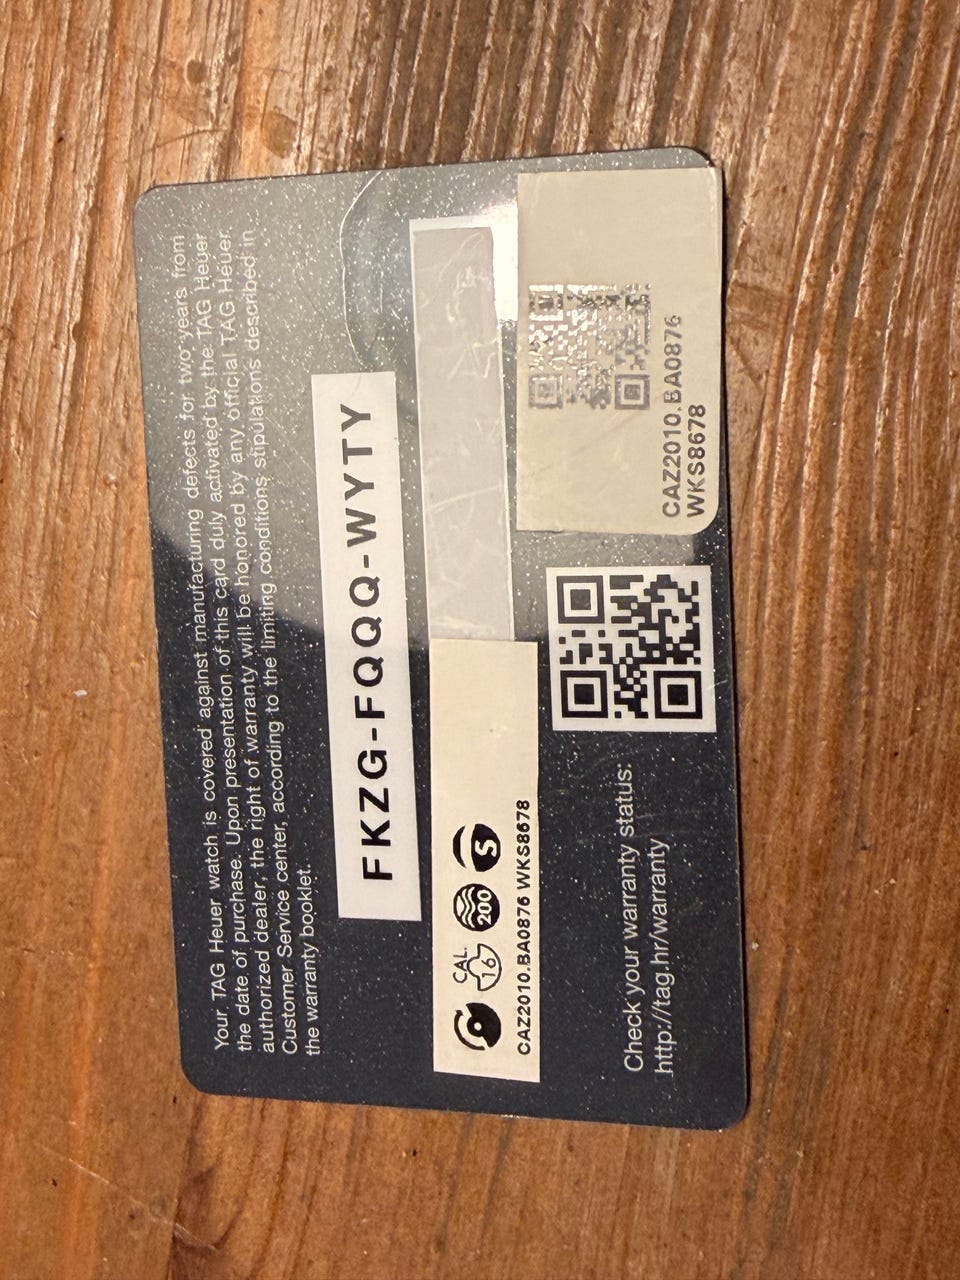 Your TAG Heuer watch is covered against manufacturing defects for two years from
the date of purchase. Upon presentation of this card duly activated by the TAG Heuer
authorized dealer, the right of warranty will be honored by any official TAG Heuer
Customer Service center, according to the limiting conditions stipulations described in
the warranty booklet.
FKZG-FQQQ-WYTY
CAL.
16
200
S
CAZ2010.BA0876 WKS8678
CAZ2010.BA0876
WKS8678
Check your warranty status:
http://tag.hr/warranty